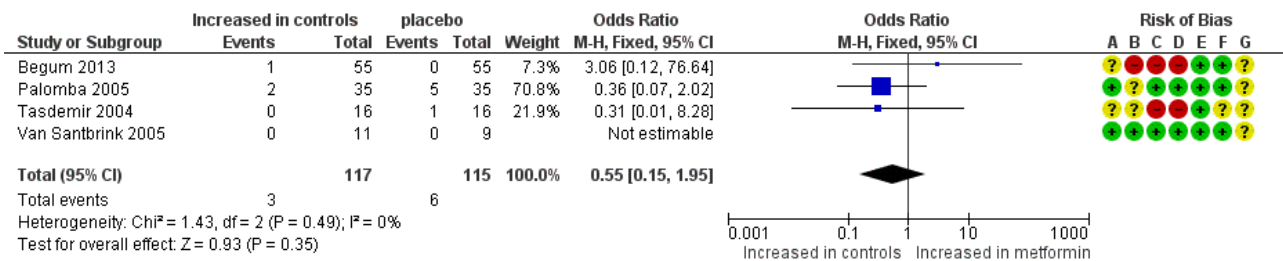 Increased in controls placebo Odds Ratio Odds Ratio Risk of Bias
Study or Subgroup Events Total Events Total Weight M-H, Fixed, 95% CI M-H, Fixed, 95% CI A B C D E F G
Begum 2013 1 55 0 55 7.3% 3.06 [0.12, 76.64] ? - - - + + ?
Palomba 2005 2 35 5 35 70.8% 0.36 [0.07, 2.02] + ? + + + + ?
Tasdemir 2004 0 16 1 16 21.9% 0.31 [0.01, 8.28] ? ? - - + ? ?
Van Santbrink 2005 0 11 0 9 Not estimable + + + + + + ?
Total (95% CI) 117 115 100.0% 0.55 [0.15, 1.95]
Total events 3 6
Heterogeneity: Chi² = 1.43, df = 2 (P = 0.49); I² = 0%
Test for overall effect: Z = 0.93 (P = 0.35)
0.001 0.1 1 10 1000
Increased in controls Increased in metformin